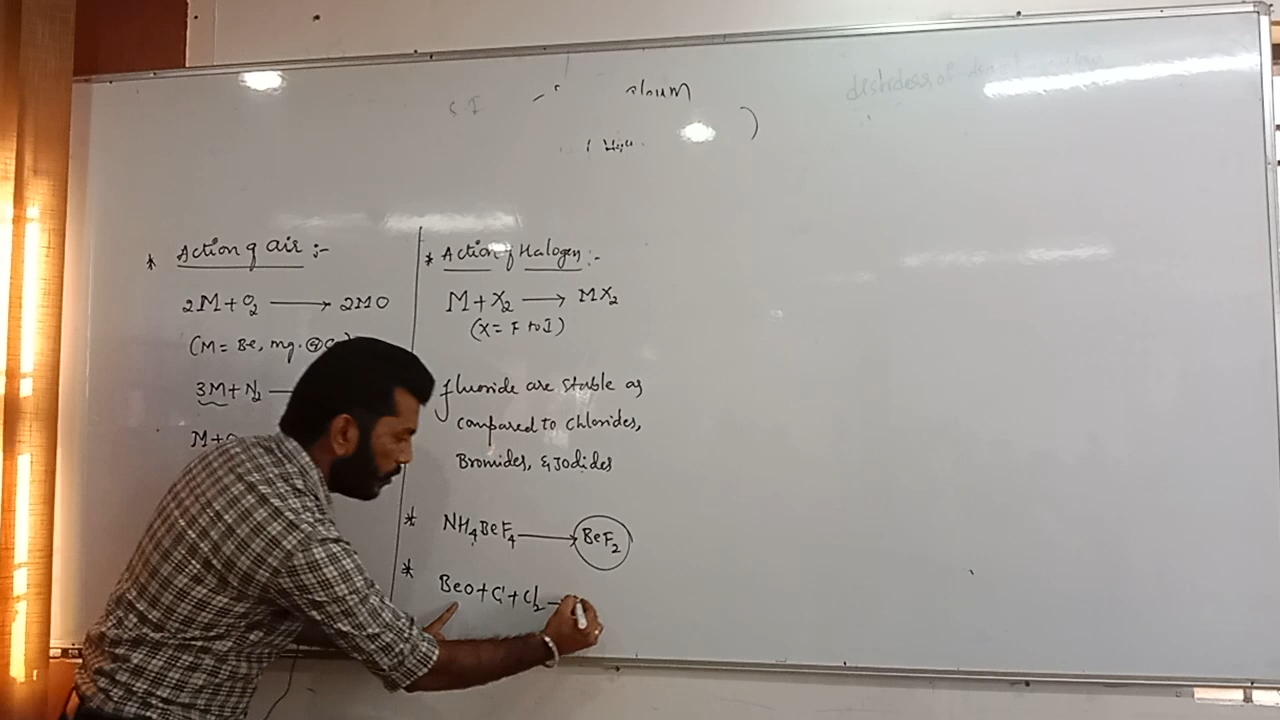 * Action of air :-
2M + O₂ ⟶ 2MO
(M = Be, mg.
3M + N₂ —
M +
* Action of Halogen :-
M + X₂ ⟶ MX₂
(X = F to I)
fluoride are stable as
compared to chlorides,
Bromides, & Iodides
* NH₄BeF₄ ⟶ BeF₂
* BeO + C + Cl₂ —